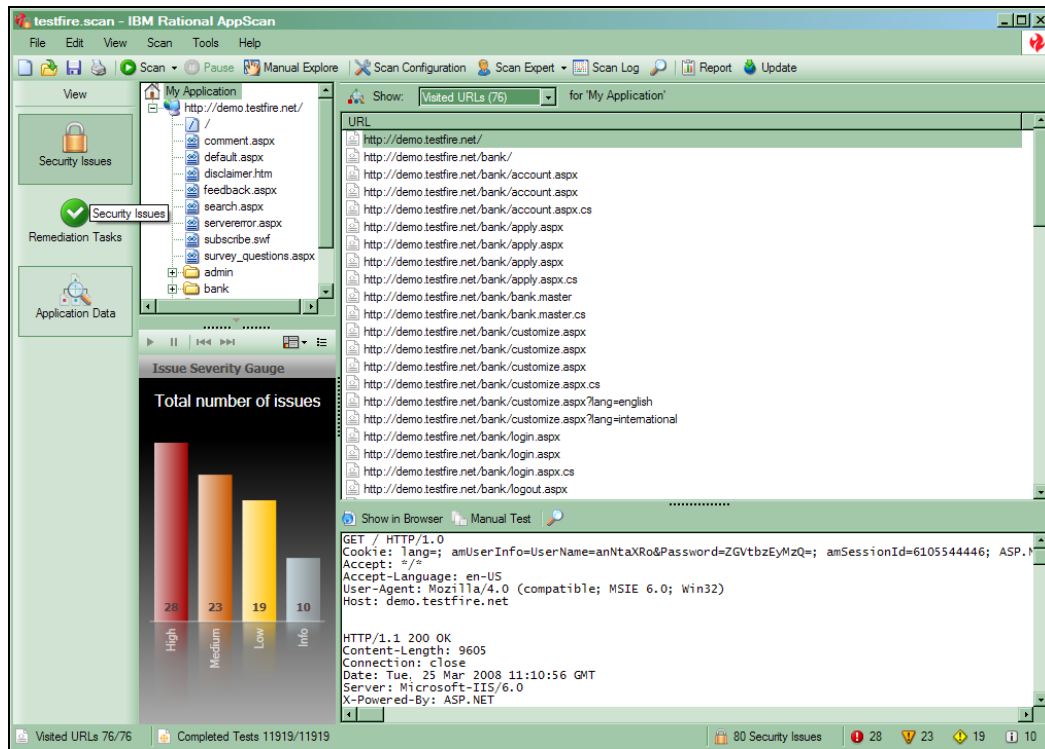 testfire.scan - IBM Rational AppScan
File Edit View Scan Tools Help
Scan Pause Manual Explore Scan Configuration Scan Expert Scan Log Report Update
View
Security Issues
Security Issues
Remediation Tasks
Application Data
My Application
http://demo.testfire.net/
/
comment.aspx
default.aspx
disclaimer.htm
feedback.aspx
search.aspx
servererror.aspx
subscribe.swf
survey_questions.aspx
admin
bank
Issue Severity Gauge
Total number of issues
28 23 19 10
High Medium Low Info
Show: Visited URLs (76) for 'My Application'
URL
http://demo.testfire.net/
http://demo.testfire.net/bank/
http://demo.testfire.net/bank/account.aspx
http://demo.testfire.net/bank/account.aspx
http://demo.testfire.net/bank/account.aspx.cs
http://demo.testfire.net/bank/apply.aspx
http://demo.testfire.net/bank/apply.aspx
http://demo.testfire.net/bank/apply.aspx
http://demo.testfire.net/bank/apply.aspx.cs
http://demo.testfire.net/bank/bank.master
http://demo.testfire.net/bank/bank.master.cs
http://demo.testfire.net/bank/customize.aspx
http://demo.testfire.net/bank/customize.aspx
http://demo.testfire.net/bank/customize.aspx
http://demo.testfire.net/bank/customize.aspx.cs
http://demo.testfire.net/bank/customize.aspx?lang=english
http://demo.testfire.net/bank/customize.aspx?lang=international
http://demo.testfire.net/bank/login.aspx
http://demo.testfire.net/bank/login.aspx
http://demo.testfire.net/bank/login.aspx.cs
http://demo.testfire.net/bank/logout.aspx
Show in Browser Manual Test
GET / HTTP/1.0
Cookie: lang=; amUserInfo=UserName=anNtaXRo&Password=ZGVtbzEyMzQ=; amSessionId=6105544446; ASP.N
Accept: */*
Accept-Language: en-US
User-Agent: Mozilla/4.0 (compatible; MSIE 6.0; Win32)
Host: demo.testfire.net
HTTP/1.1 200 OK
Content-Length: 9605
Connection: close
Date: Tue, 25 Mar 2008 11:10:56 GMT
Server: Microsoft-IIS/6.0
X-Powered-By: ASP.NET
Visited URLs 76/76 Completed Tests 11919/11919 80 Security Issues 28 23 19 10